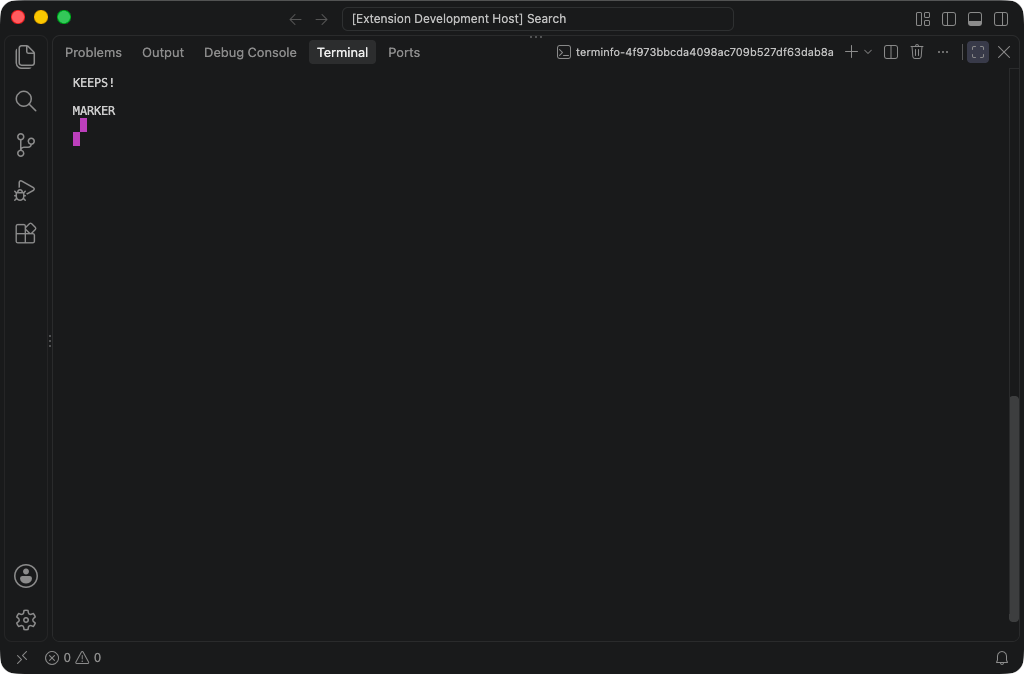 [Extension Development Host] Search
Problems Output Debug Console Terminal Ports
terminfo-4f973bbcda4098ac709b527df63dab8a
KEEPS!
MARKER
0 0